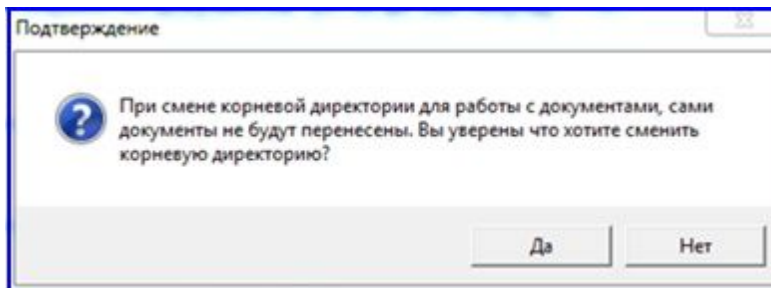 Подтверждение
При смене корневой директории для работы с документами, сами
документы не будут перенесены. Вы уверены что хотите сменить
корневую директорию?
Да
Нет